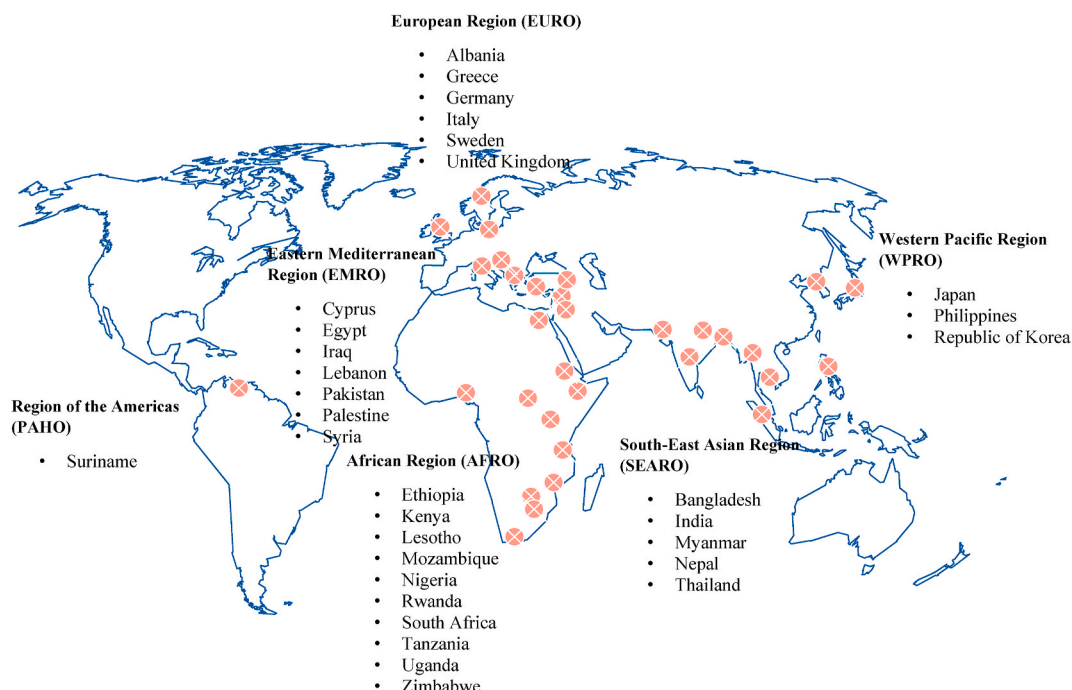 European Region (EURO)
• Albania
• Greece
• Germany
• Italy
• Sweden
• United Kingdom
Eastern Mediterranean
Region (EMRO)
• Cyprus
• Egypt
• Iraq
• Lebanon
• Pakistan
• Palestine
• Syria
Western Pacific Region
(WPRO)
• Japan
• Philippines
• Republic of Korea
Region of the Americas
(PAHO)
• Suriname
African Region (AFRO)
• Ethiopia
• Kenya
• Lesotho
• Mozambique
• Nigeria
• Rwanda
• South Africa
• Tanzania
• Uganda
• Zimbabwe
South-East Asian Region
(SEARO)
• Bangladesh
• India
• Myanmar
• Nepal
• Thailand